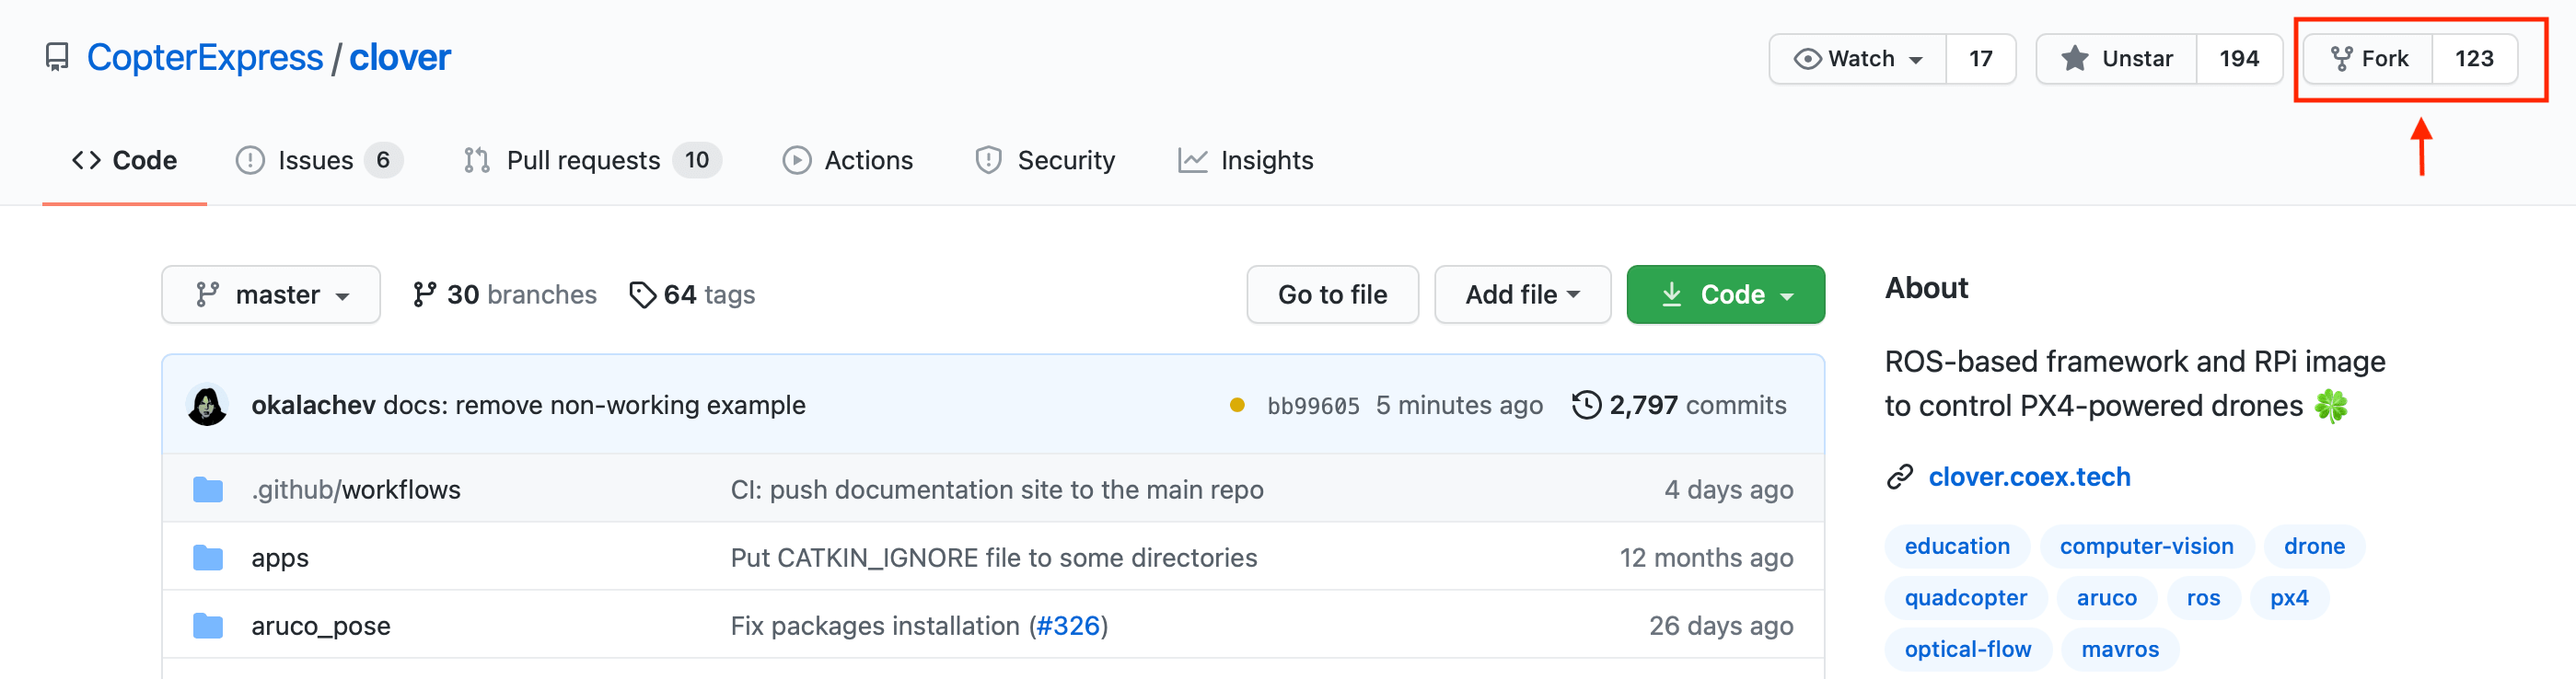 CopterExpress / clover
Watch 17 Unstar 194 Fork 123
Code Issues 6 Pull requests 10 Actions Security Insights
master 30 branches 64 tags Go to file Add file Code
okalachev docs: remove non-working example bb99605 5 minutes ago 2,797 commits
.github/workflows CI: push documentation site to the main repo 4 days ago
apps Put CATKIN_IGNORE file to some directories 12 months ago
aruco_pose Fix packages installation (#326) 26 days ago
About
ROS-based framework and RPi image
to control PX4-powered drones 🍀
clover.coex.tech
education computer-vision drone
quadcopter aruco ros px4
optical-flow mavros